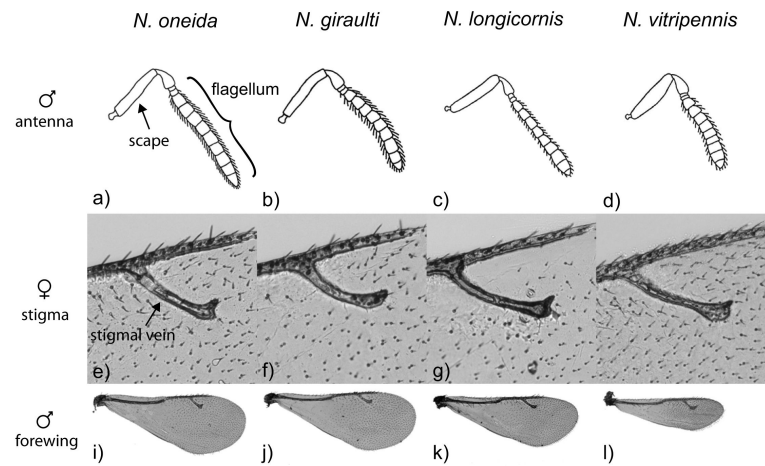 N. oneida N. giraulti N. longicornis N. vitripennis
♂
antenna
flagellum
scape
a) b) c) d)
♀
stigma
stigmal vein
e) f) g) h)
♂
forewing
i) j) k) l)